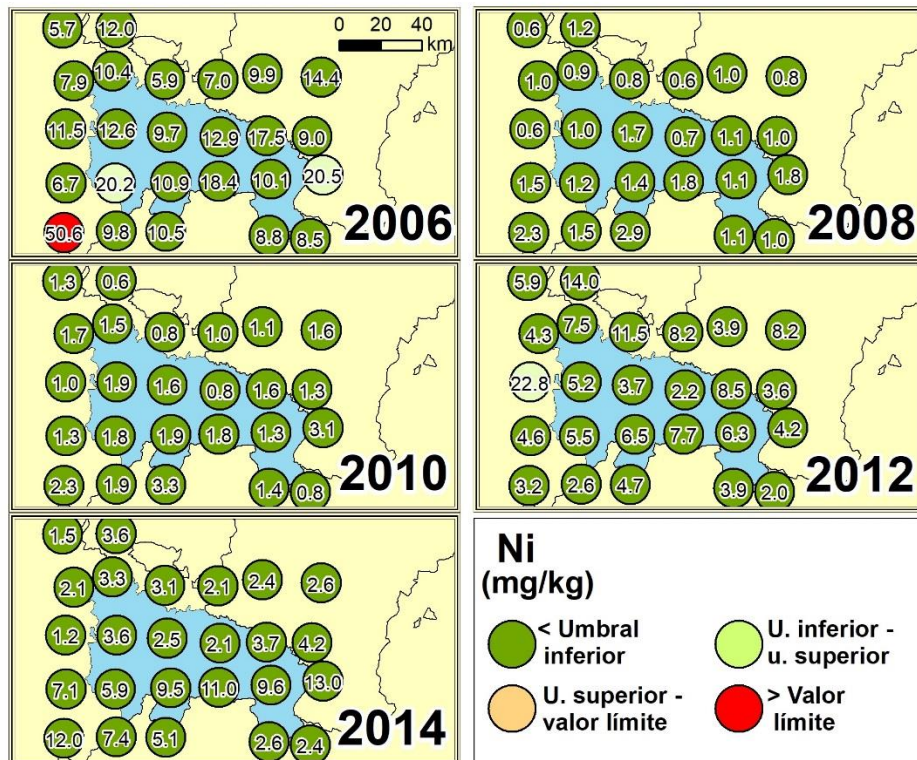 5.7 12.0
0 20 40
km
7.9 10.4 5.9 7.0 9.9 14.4
11.5 12.6 9.7 12.9 17.5 9.0
6.7 20.2 10.9 18.4 10.1 20.5
50.6 9.8 10.5 8.8 8.5
2006
0.6 1.2
1.0 0.9 0.8 0.6 1.0 0.8
0.6 1.0 1.7 0.7 1.1 1.0
1.5 1.2 1.4 1.8 1.1 1.8
2.3 1.5 2.9 1.1 1.0
2008
1.3 0.6
1.7 1.5 0.8 1.0 1.1 1.6
1.0 1.9 1.6 0.8 1.6 1.3
1.3 1.8 1.9 1.8 1.3 3.1
2.3 1.9 3.3 1.4 0.8
2010
5.9 14.0
4.3 7.5 11.5 8.2 3.9 8.2
22.8 5.2 3.7 2.2 8.5 3.6
4.6 5.5 6.5 7.7 6.3 4.2
3.2 2.6 4.7 3.9 2.0
2012
1.5 3.6
2.1 3.3 3.1 2.1 2.4 2.6
1.2 3.6 2.5 2.1 3.7 4.2
7.1 5.9 9.5 11.0 9.6 13.0
12.0 7.4 5.1 2.6 2.4
2014
Ni
(mg/kg)
< Umbral
inferior
U. inferior -
u. superior
U. superior -
valor límite
> Valor
límite